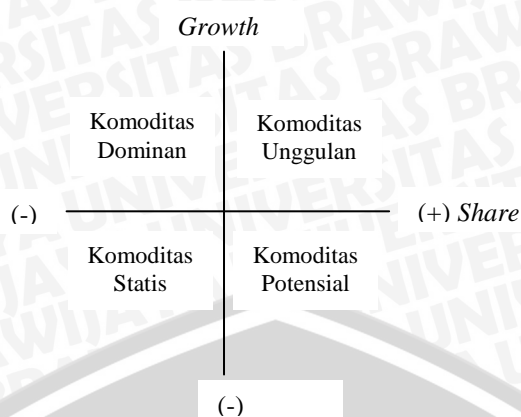 Growth
Komoditas
Dominan
Komoditas
Unggulan
(-)
(+) Share
Komoditas
Statis
Komoditas
Potensial
(-)